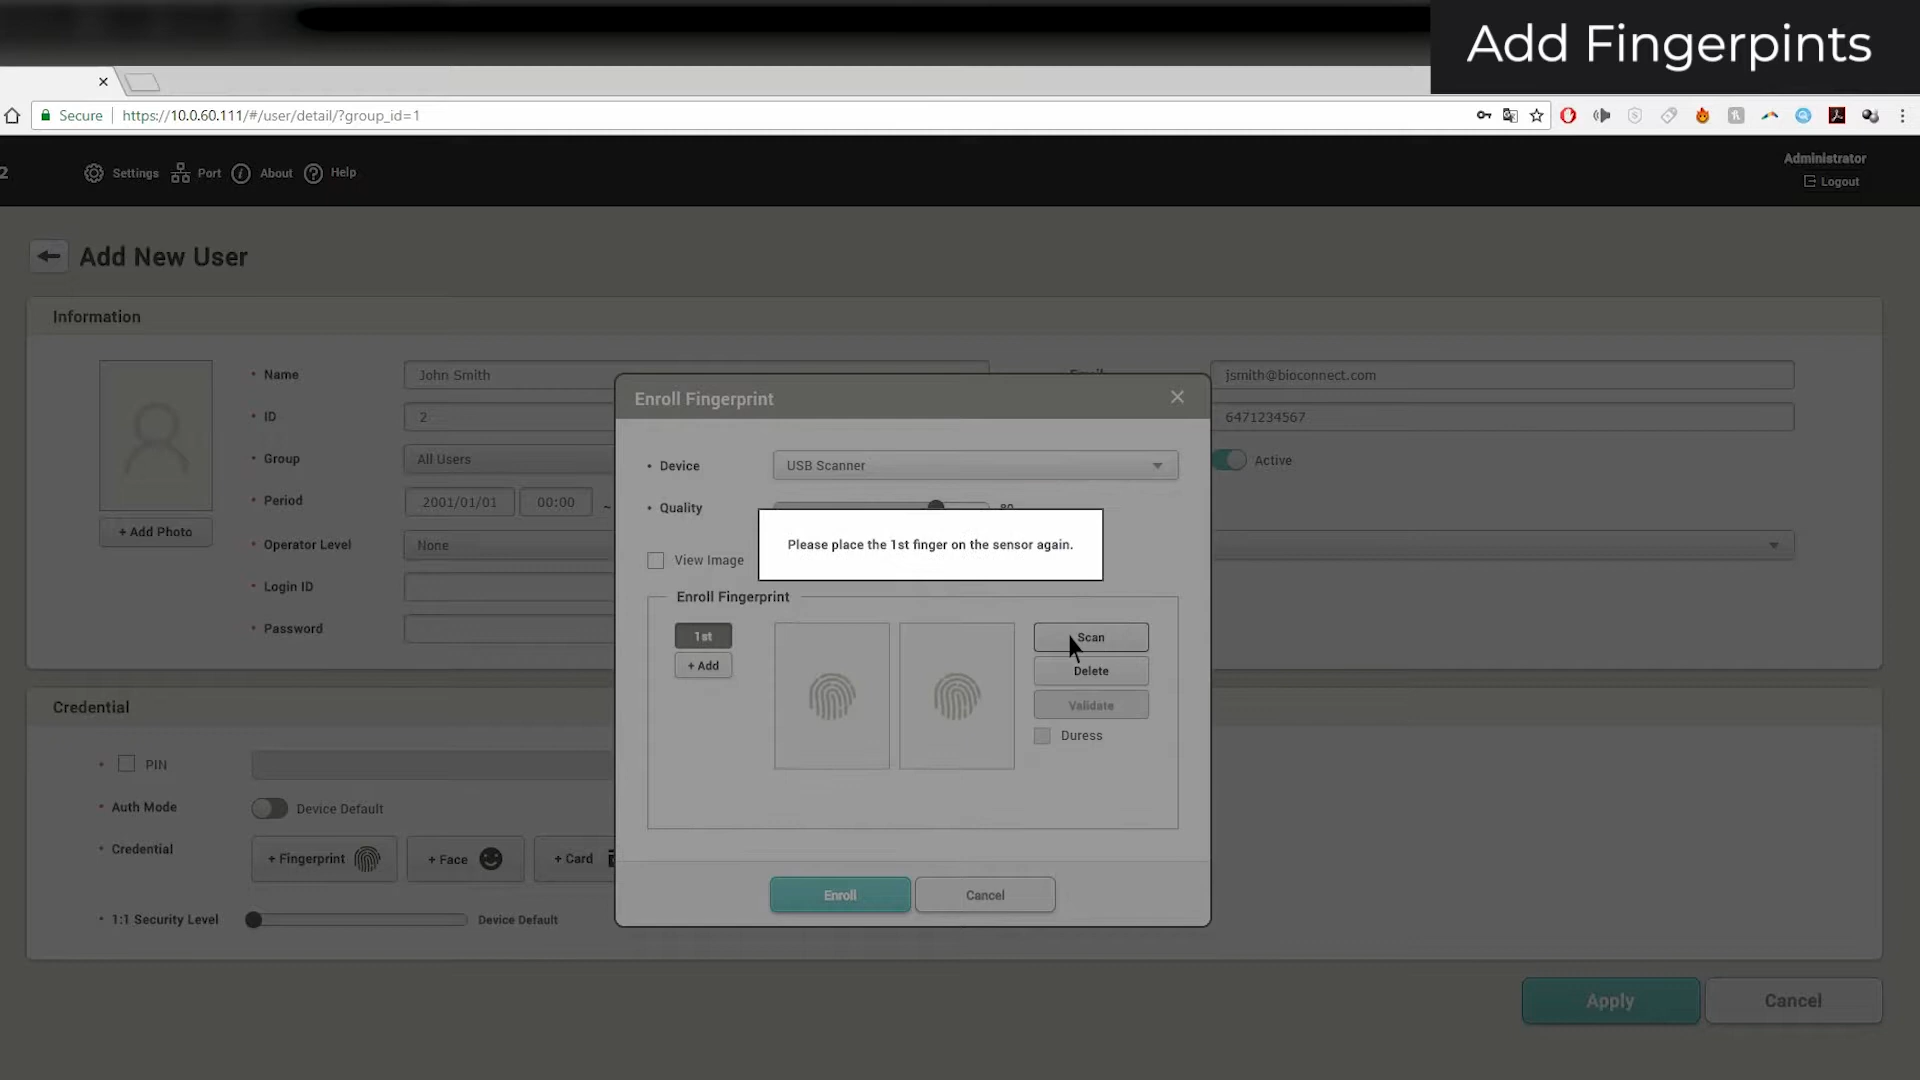 Add Fingerpints
Secure https://10.0.60.111/#/user/detail/?group_id=1
2 Settings Port About Help
Administrator
Logout
Add New User
Information
Name John Smith
jsmith@bioconnect.com
ID 2
6471234567
Group All Users
Active
Period 2001/01/01 00:00 ~
+ Add Photo
Operator Level None
Login ID
Password
Enroll Fingerprint
Device USB Scanner
Quality 80
View Image
Please place the 1st finger on the sensor again.
Enroll Fingerprint
1st
+ Add
Scan
Delete
Validate
Duress
Enroll Cancel
Credential
PIN
Auth Mode Device Default
Credential + Fingerprint + Face + Card
1:1 Security Level Device Default
Apply Cancel